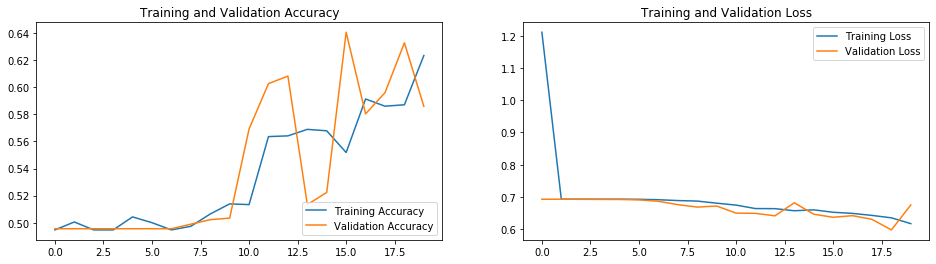 Training and Validation Accuracy
0.64
0.62
0.60
0.58
0.56
0.54
0.52
0.50
Training Accuracy
Validation Accuracy
0.0 2.5 5.0 7.5 10.0 12.5 15.0 17.5
Training and Validation Loss
1.2
1.1
1.0
0.9
0.8
0.7
0.6
Training Loss
Validation Loss
0.0 2.5 5.0 7.5 10.0 12.5 15.0 17.5